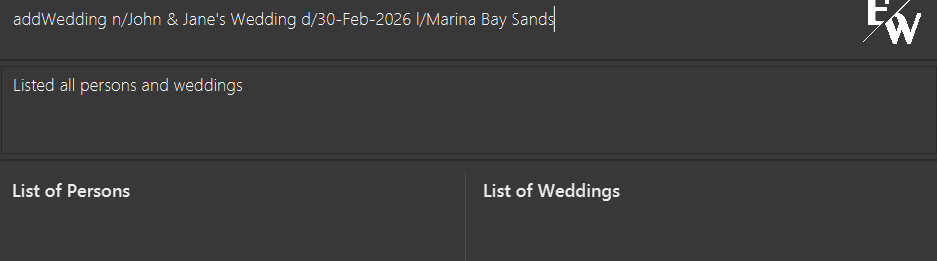 addWedding n/John & Jane's Wedding d/30-Feb-2026 l/Marina Bay Sands
EW
Listed all persons and weddings
List of Persons
List of Weddings